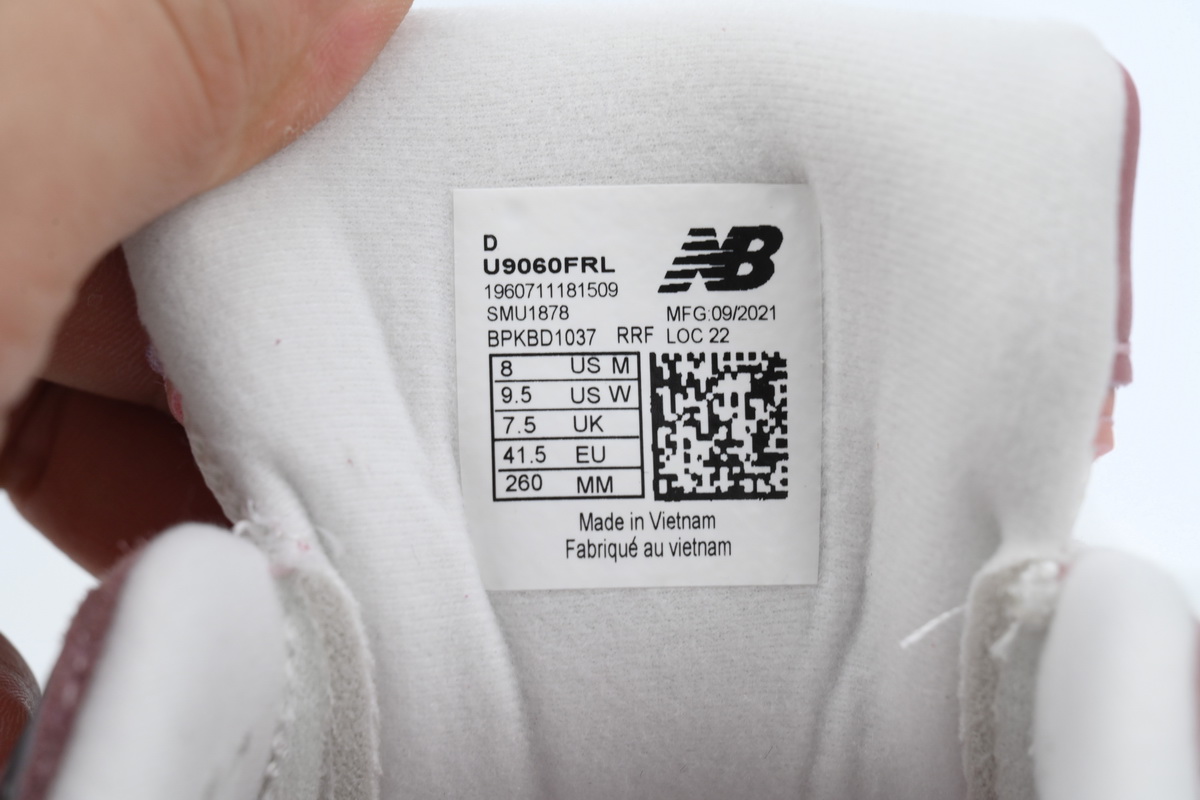 D
U9060FRL
NB
1960711181509
SMU1878 MFG:09/2021
BPKBD1037 RRF LOC 22
8 US M
9.5 US W
7.5 UK
41.5 EU
260 MM
Made in Vietnam
Fabriqué au vietnam